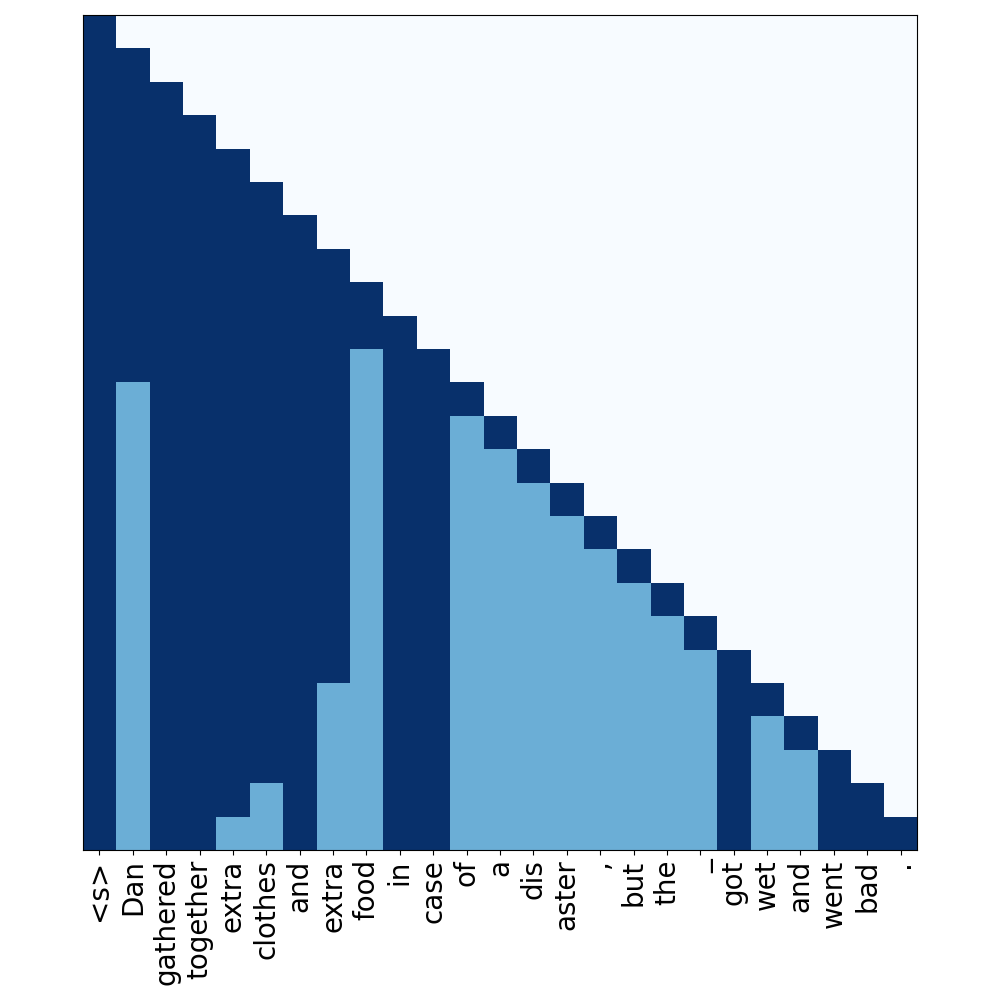 <s> Dan gathered together extra clothes and extra food in case of a dis aster , but the _ got wet and went bad .